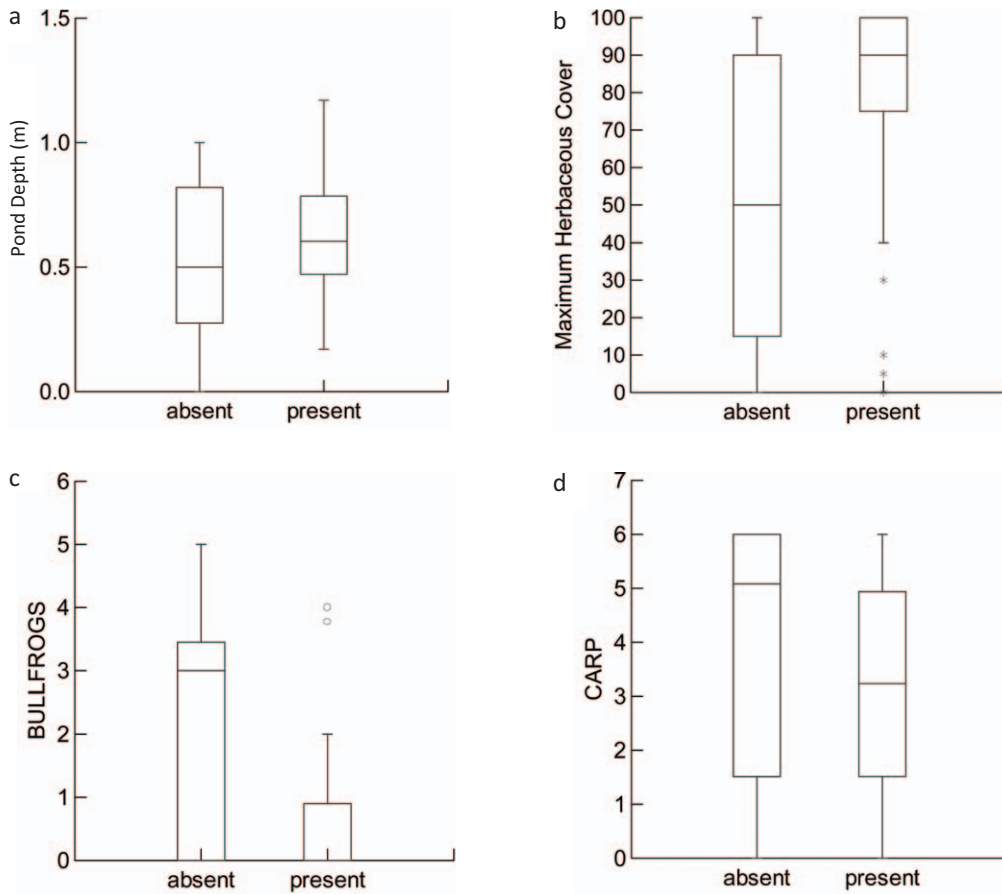 a
Pond Depth (m)
1.5
1.0
0.5
0.0
absent present
b
Maximum Herbaceous Cover
100
90
80
70
60
50
40
30
20
10
0
absent present
c
BULLFROGS
6
5
4
3
2
1
0
absent present
d
CARP
7
6
5
4
3
2
1
0
absent present